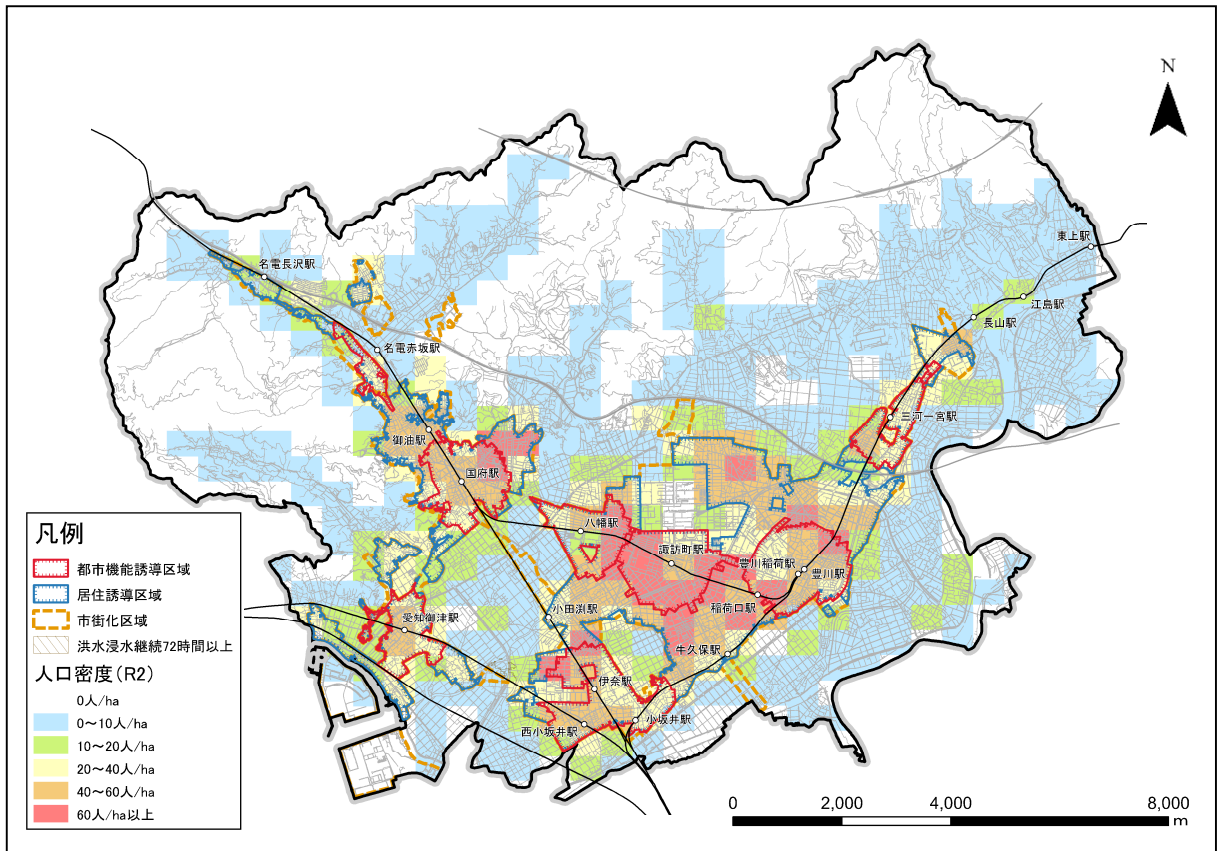 N
東上駅
名電長沢駅
江島駅
長山駅
名電赤坂駅
三河一宮駅
御油駅
国府駅
八幡駅
諏訪町駅
豊川稲荷駅
豊川駅
稲荷口駅
小田渕駅
愛知御津駅
牛久保駅
伊奈駅
小坂井駅
西小坂井駅
凡例
都市機能誘導区域
居住誘導区域
市街化区域
洪水浸水継続72時間以上
人口密度(R2)
0人/ha
0~10人/ha
10~20人/ha
20~40人/ha
40~60人/ha
60人/ha以上
0 2,000 4,000 8,000
m